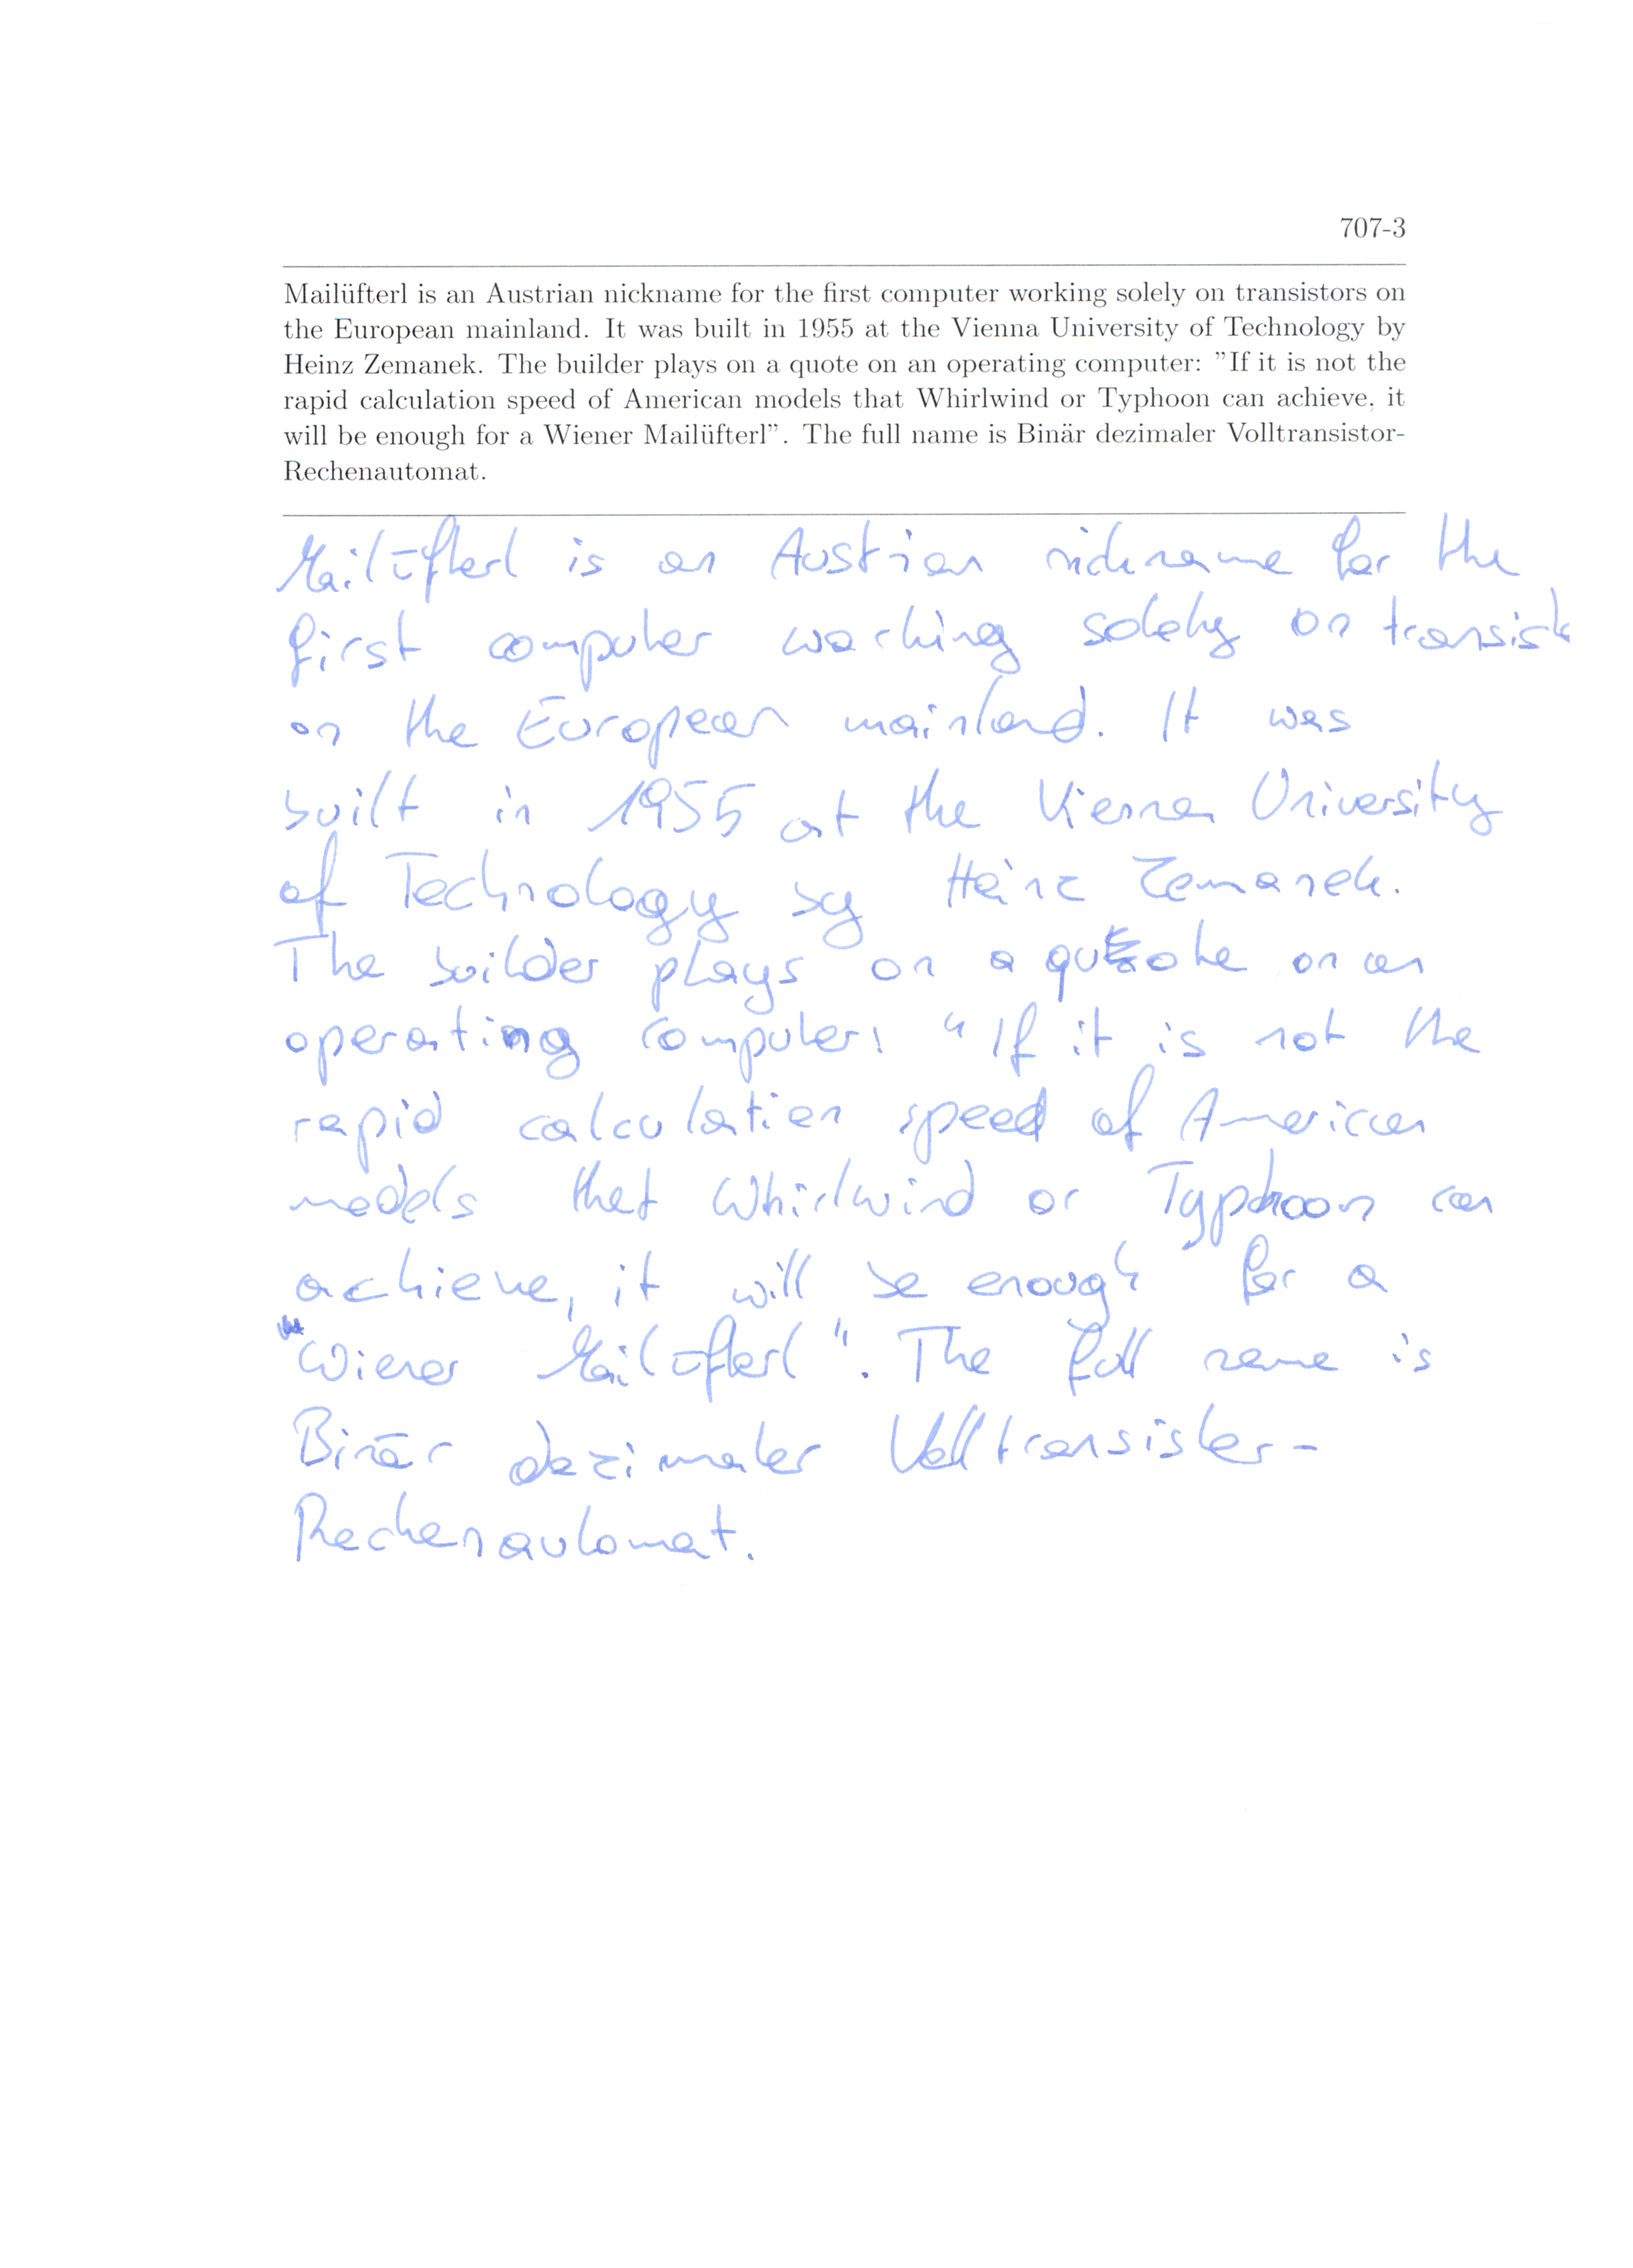 707-3
Mailüfterl is an Austrian nickname for the first computer working solely on transistors on
the European mainland. It was built in 1955 at the Vienna University of Technology by
Heinz Zemanek. The builder plays on a quote on an operating computer: "If it is not the
rapid calculation speed of American models that Whirlwind or Typhoon can achieve, it
will be enough for a Wiener Mailüfterl". The full name is Binär dezimaler Volltransistor-
Rechenautomat.
Mailüfterl is an Austrian nickname for the
first computer working solely on transist
on the European mainland. It was
built in 1955 at the Vienna University
of Technology by Heinz Zemanek.
The builder plays on a quote on an
operating computer: "If it is not the
rapid calculation speed of American
models that Whirlwind or Typhoon can
achieve, it will be enough for a
Wiener Mailüfterl". The full name is
Binär dezimaler Volltransistor-
Rechenautomat.